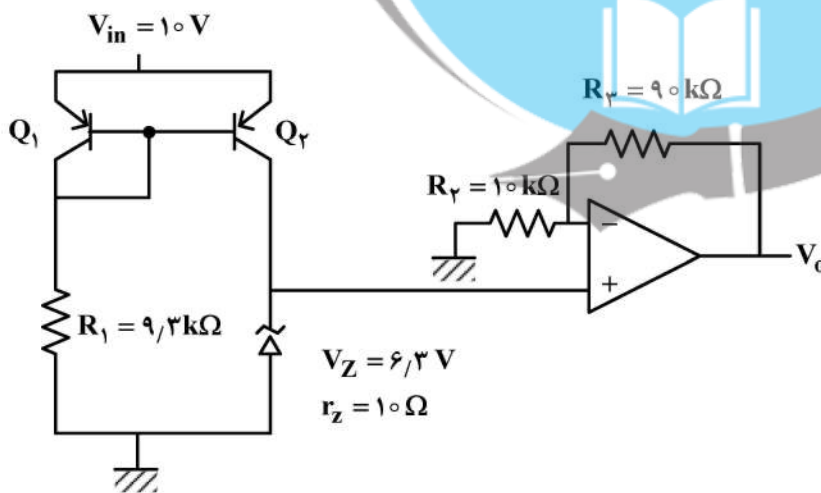 V_in = ۱۰ V
R_۳ = ۹۰ kΩ
Q_۱
Q_۲
R_۲ = ۱۰ kΩ
−
V_o
+
R_۱ = ۹/۳ kΩ
V_Z = ۶/۳ V
r_z = ۱۰ Ω